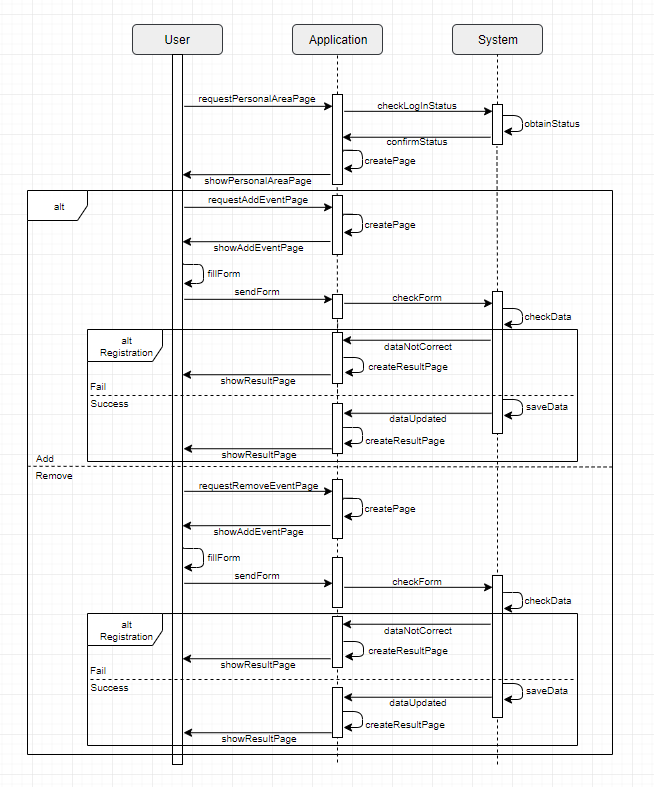 User
Application
System
requestPersonalAreaPage
checkLogInStatus
obtainStatus
confirmStatus
createPage
showPersonalAreaPage
alt
requestAddEventPage
createPage
showAddEventPage
fillForm
sendForm
checkForm
checkData
alt
Registration
dataNotCorrect
createResultPage
showResultPage
Fail
Success
saveData
dataUpdated
createResultPage
showResultPage
Add
Remove
requestRemoveEventPage
createPage
showAddEventPage
fillForm
sendForm
checkForm
checkData
alt
Registration
dataNotCorrect
createResultPage
showResultPage
Fail
Success
saveData
dataUpdated
createResultPage
showResultPage